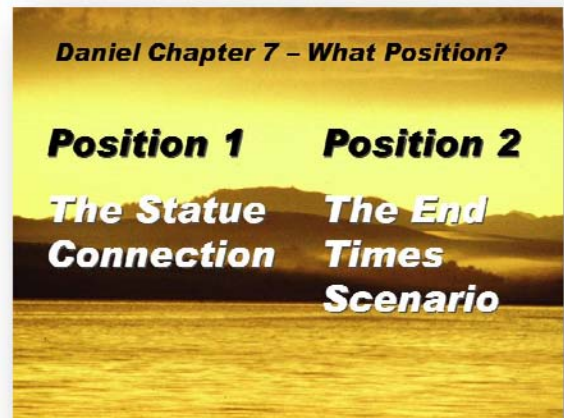 Daniel Chapter 7 – What Position?
Position 1
The Statue
Connection
Position 2
The End
Times
Scenario